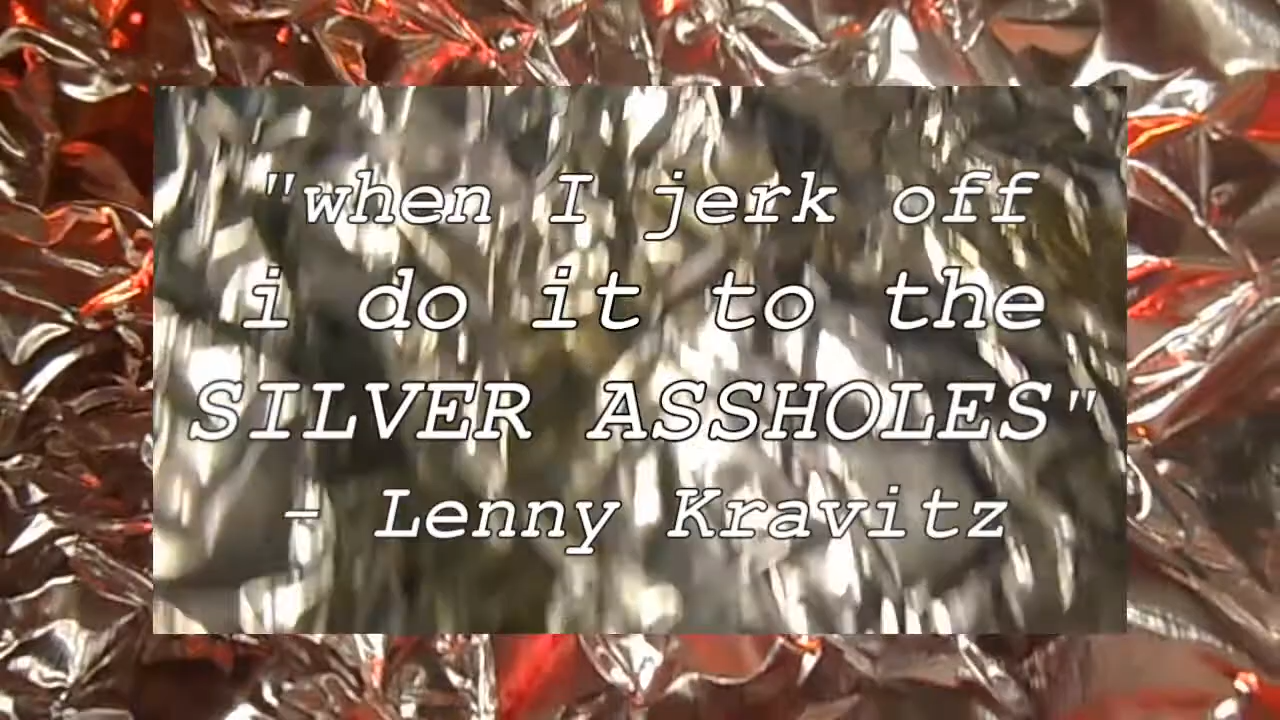 "when I jerk off
i do it to the
SILVER ASSHOLES"
- Lenny Kravitz